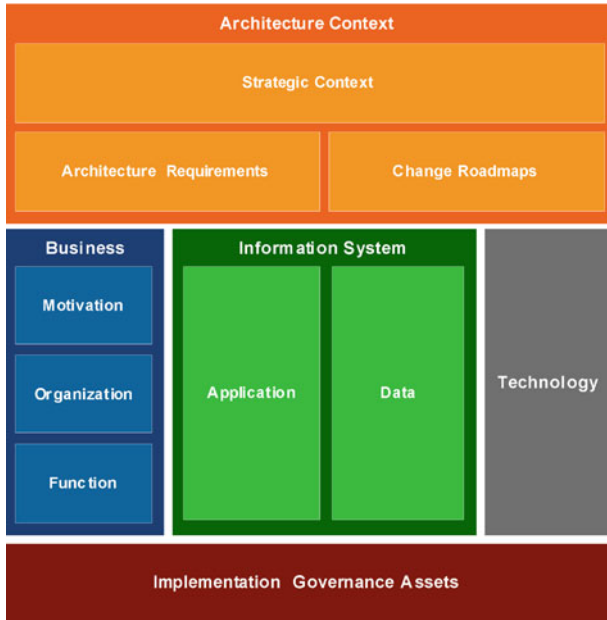 Architecture Context
Strategic Context
Architecture Requirements
Change Roadmaps
Business
Motivation
Organization
Function
Information System
Application
Data
Technology
Implementation Governance Assets